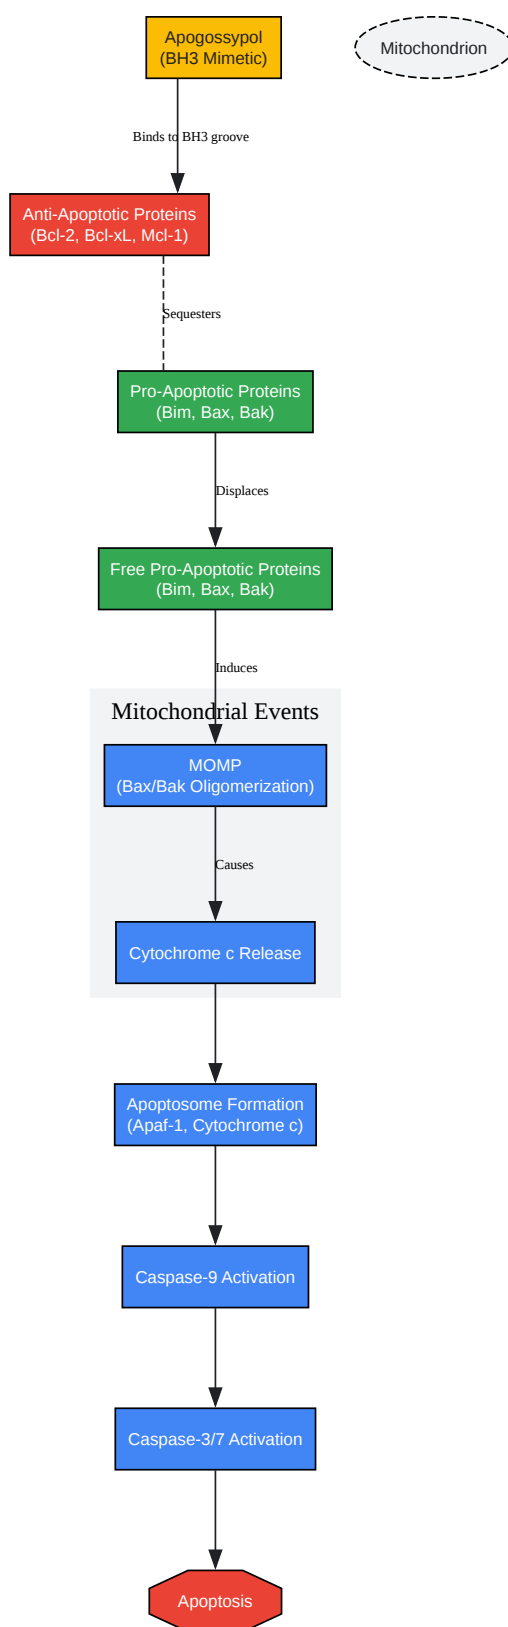 Apogossypol
(BH3 Mimetic)
Mitochondrion
Binds to BH3 groove
Anti-Apoptotic Proteins
(Bcl-2, Bcl-xL, Mcl-1)
Sequesters
Pro-Apoptotic Proteins
(Bim, Bax, Bak)
Displaces
Free Pro-Apoptotic Proteins
(Bim, Bax, Bak)
Induces
Mitochondrial Events
MOMP
(Bax/Bak Oligomerization)
Causes
Cytochrome c Release
Apoptosome Formation
(Apaf-1, Cytochrome c)
Caspase-9 Activation
Caspase-3/7 Activation
Apoptosis